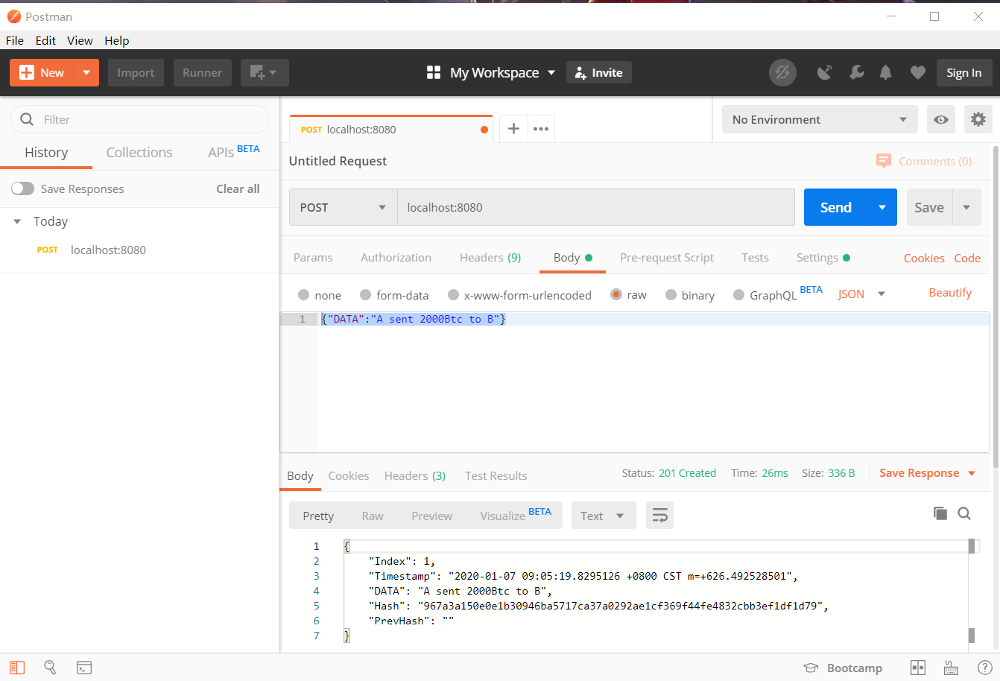 Postman
File Edit View Help
New Import Runner My Workspace Invite Sign In
Filter
History Collections APIs BETA
Save Responses Clear all
Today
POST localhost:8080
POST localhost:8080
No Environment
Untitled Request Comments (0)
POST localhost:8080 Send Save
Params Authorization Headers (9) Body Pre-request Script Tests Settings Cookies Code
none form-data x-www-form-urlencoded raw binary GraphQL BETA JSON Beautify
1 {"DATA":"A sent 2000Btc to B"}
Body Cookies Headers (3) Test Results Status: 201 Created Time: 26ms Size: 336 B Save Response
Pretty Raw Preview Visualize BETA Text
1 {
2 "Index": 1,
3 "Timestamp": "2020-01-07 09:05:19.8295126 +0800 CST m=+626.492528501",
4 "DATA": "A sent 2000Btc to B",
5 "Hash": "967a3a150e0e1b30946ba5717ca37a0292ae1cf369f44fe4832cbb3ef1df1d79",
6 "PrevHash": ""
7 }
Bootcamp